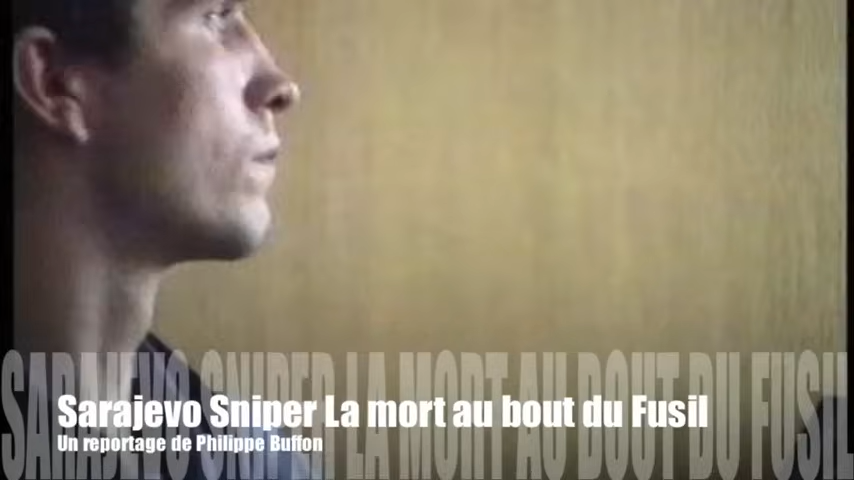 SARAJEVO SNIPER LA MORT AU BOUT DU FUSIL
Sarajevo Sniper La mort au bout du Fusil
Un reportage de Philippe Buffon